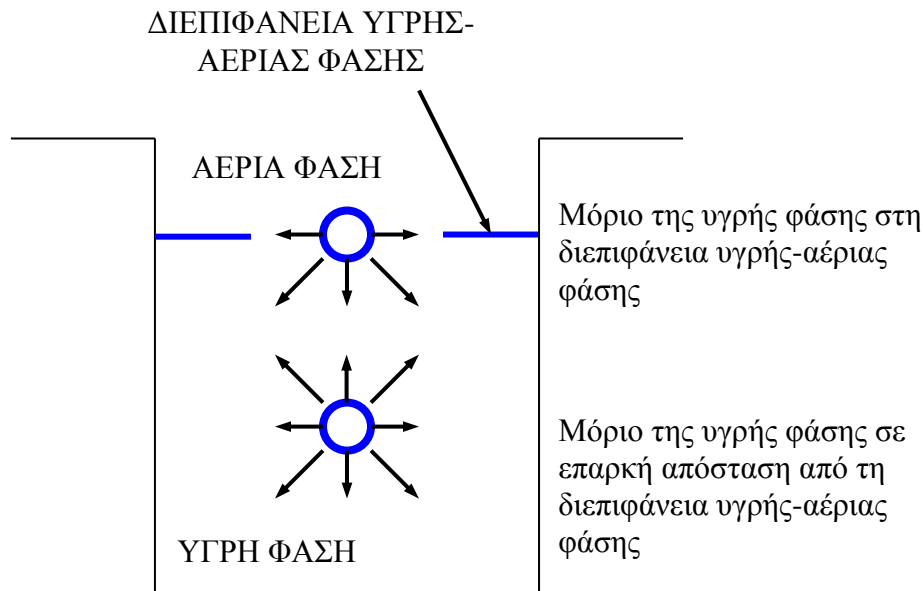 ΔΙΕΠΙΦΑΝΕΙΑ ΥΓΡΗΣ-
ΑΕΡΙΑΣ ΦΑΣΗΣ
ΑΕΡΙΑ ΦΑΣΗ
Μόριο της υγρής φάσης στη
διεπιφάνεια υγρής-αέριας
φάσης
Μόριο της υγρής φάσης σε
επαρκή απόσταση από τη
διεπιφάνεια υγρής-αέριας
φάσης
ΥΓΡΗ ΦΑΣΗ